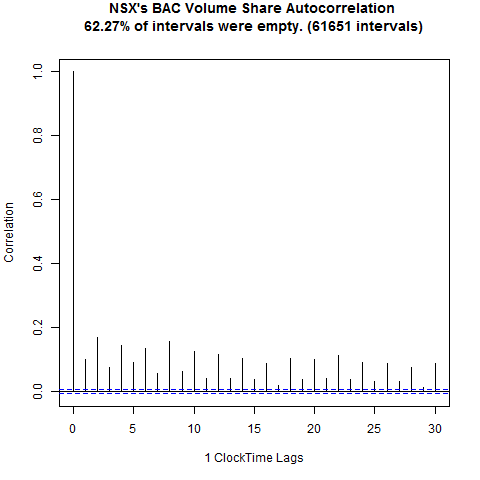 NSX's BAC Volume Share Autocorrelation
62.27% of intervals were empty. (61651 intervals)
1.0
0.8
0.6
0.4
0.2
0.0
Correlation
0 5 10 15 20 25 30
1 ClockTime Lags